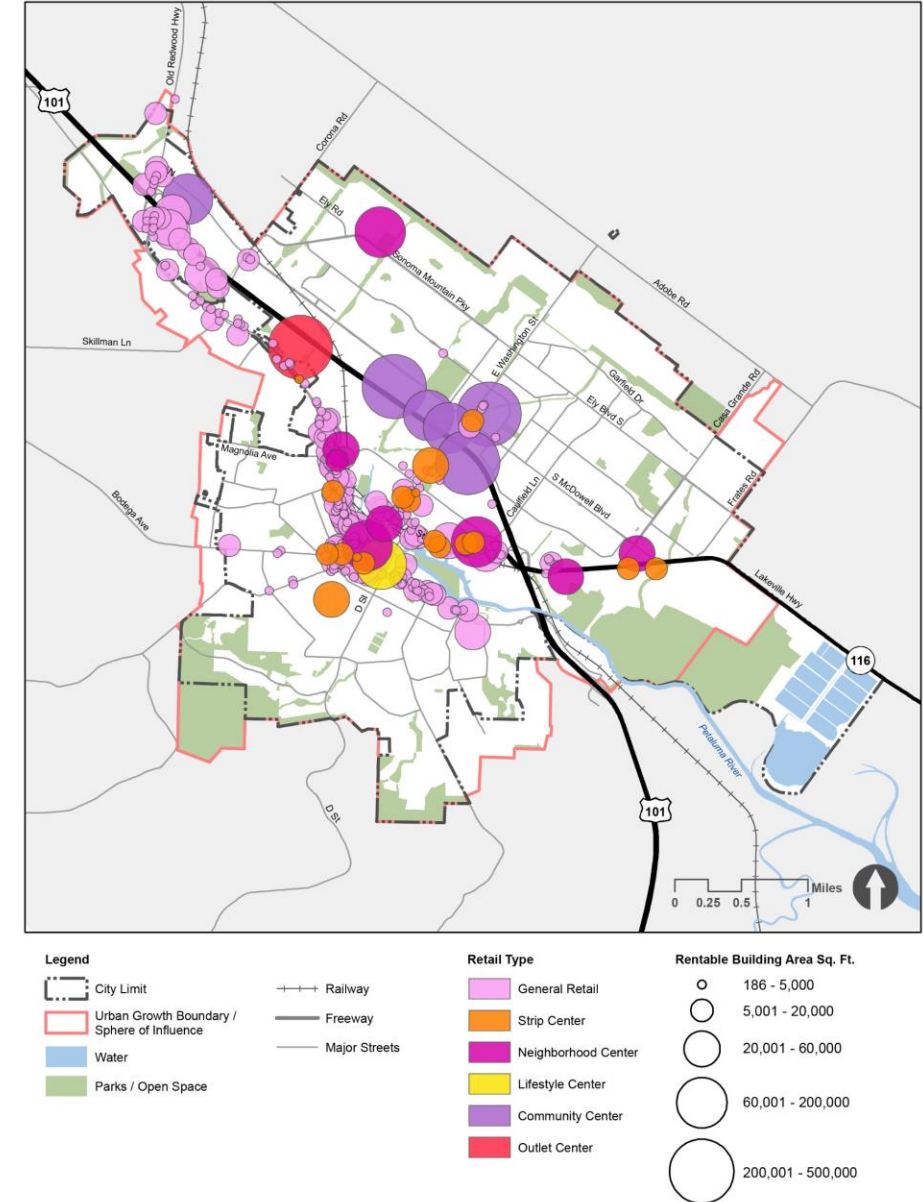 Old Redwood Hwy
101
Corona Rd
N
Ely Rd
Sonoma Mountain Pky
Adobe Rd
E Washington St
Skillman Ln
Garfield Dr
Casa Grande Rd
Ely Blvd S
Magnolia Ave
Frates Rd
Bodega Ave
Caulfield Ln
S McDowell Blvd
St
D St
Lakeville Hwy
116
Petaluma River
D St
101
Miles
0 0.25 0.5 1
Legend
City Limit
Urban Growth Boundary /
Sphere of Influence
Water
Parks / Open Space
Railway
Freeway
Major Streets
Retail Type
General Retail
Strip Center
Neighborhood Center
Lifestyle Center
Community Center
Outlet Center
Rentable Building Area Sq. Ft.
186 - 5,000
5,001 - 20,000
20,001 - 60,000
60,001 - 200,000
200,001 - 500,000